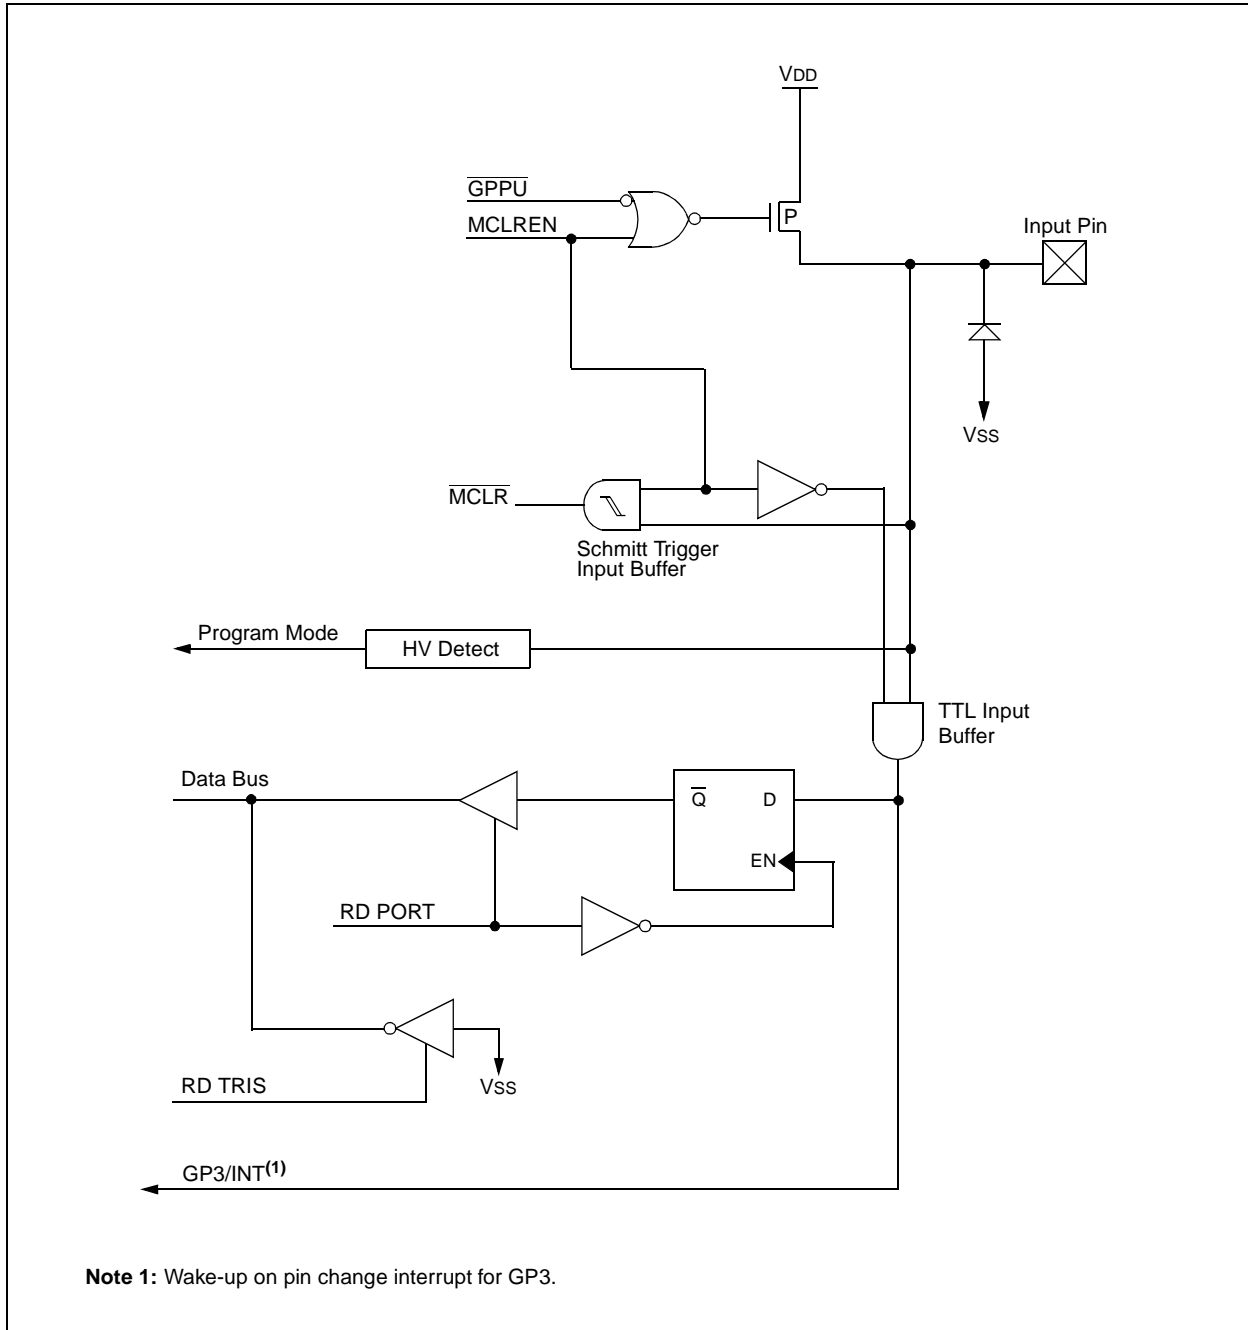 VDD
GPPU
MCLREN
P
Input Pin
VSS
MCLR
Schmitt Trigger
Input Buffer
Program Mode
HV Detect
TTL Input
Buffer
Data Bus
Q
D
EN
RD PORT
VSS
RD TRIS
GP3/INT(1)
Note 1: Wake-up on pin change interrupt for GP3.